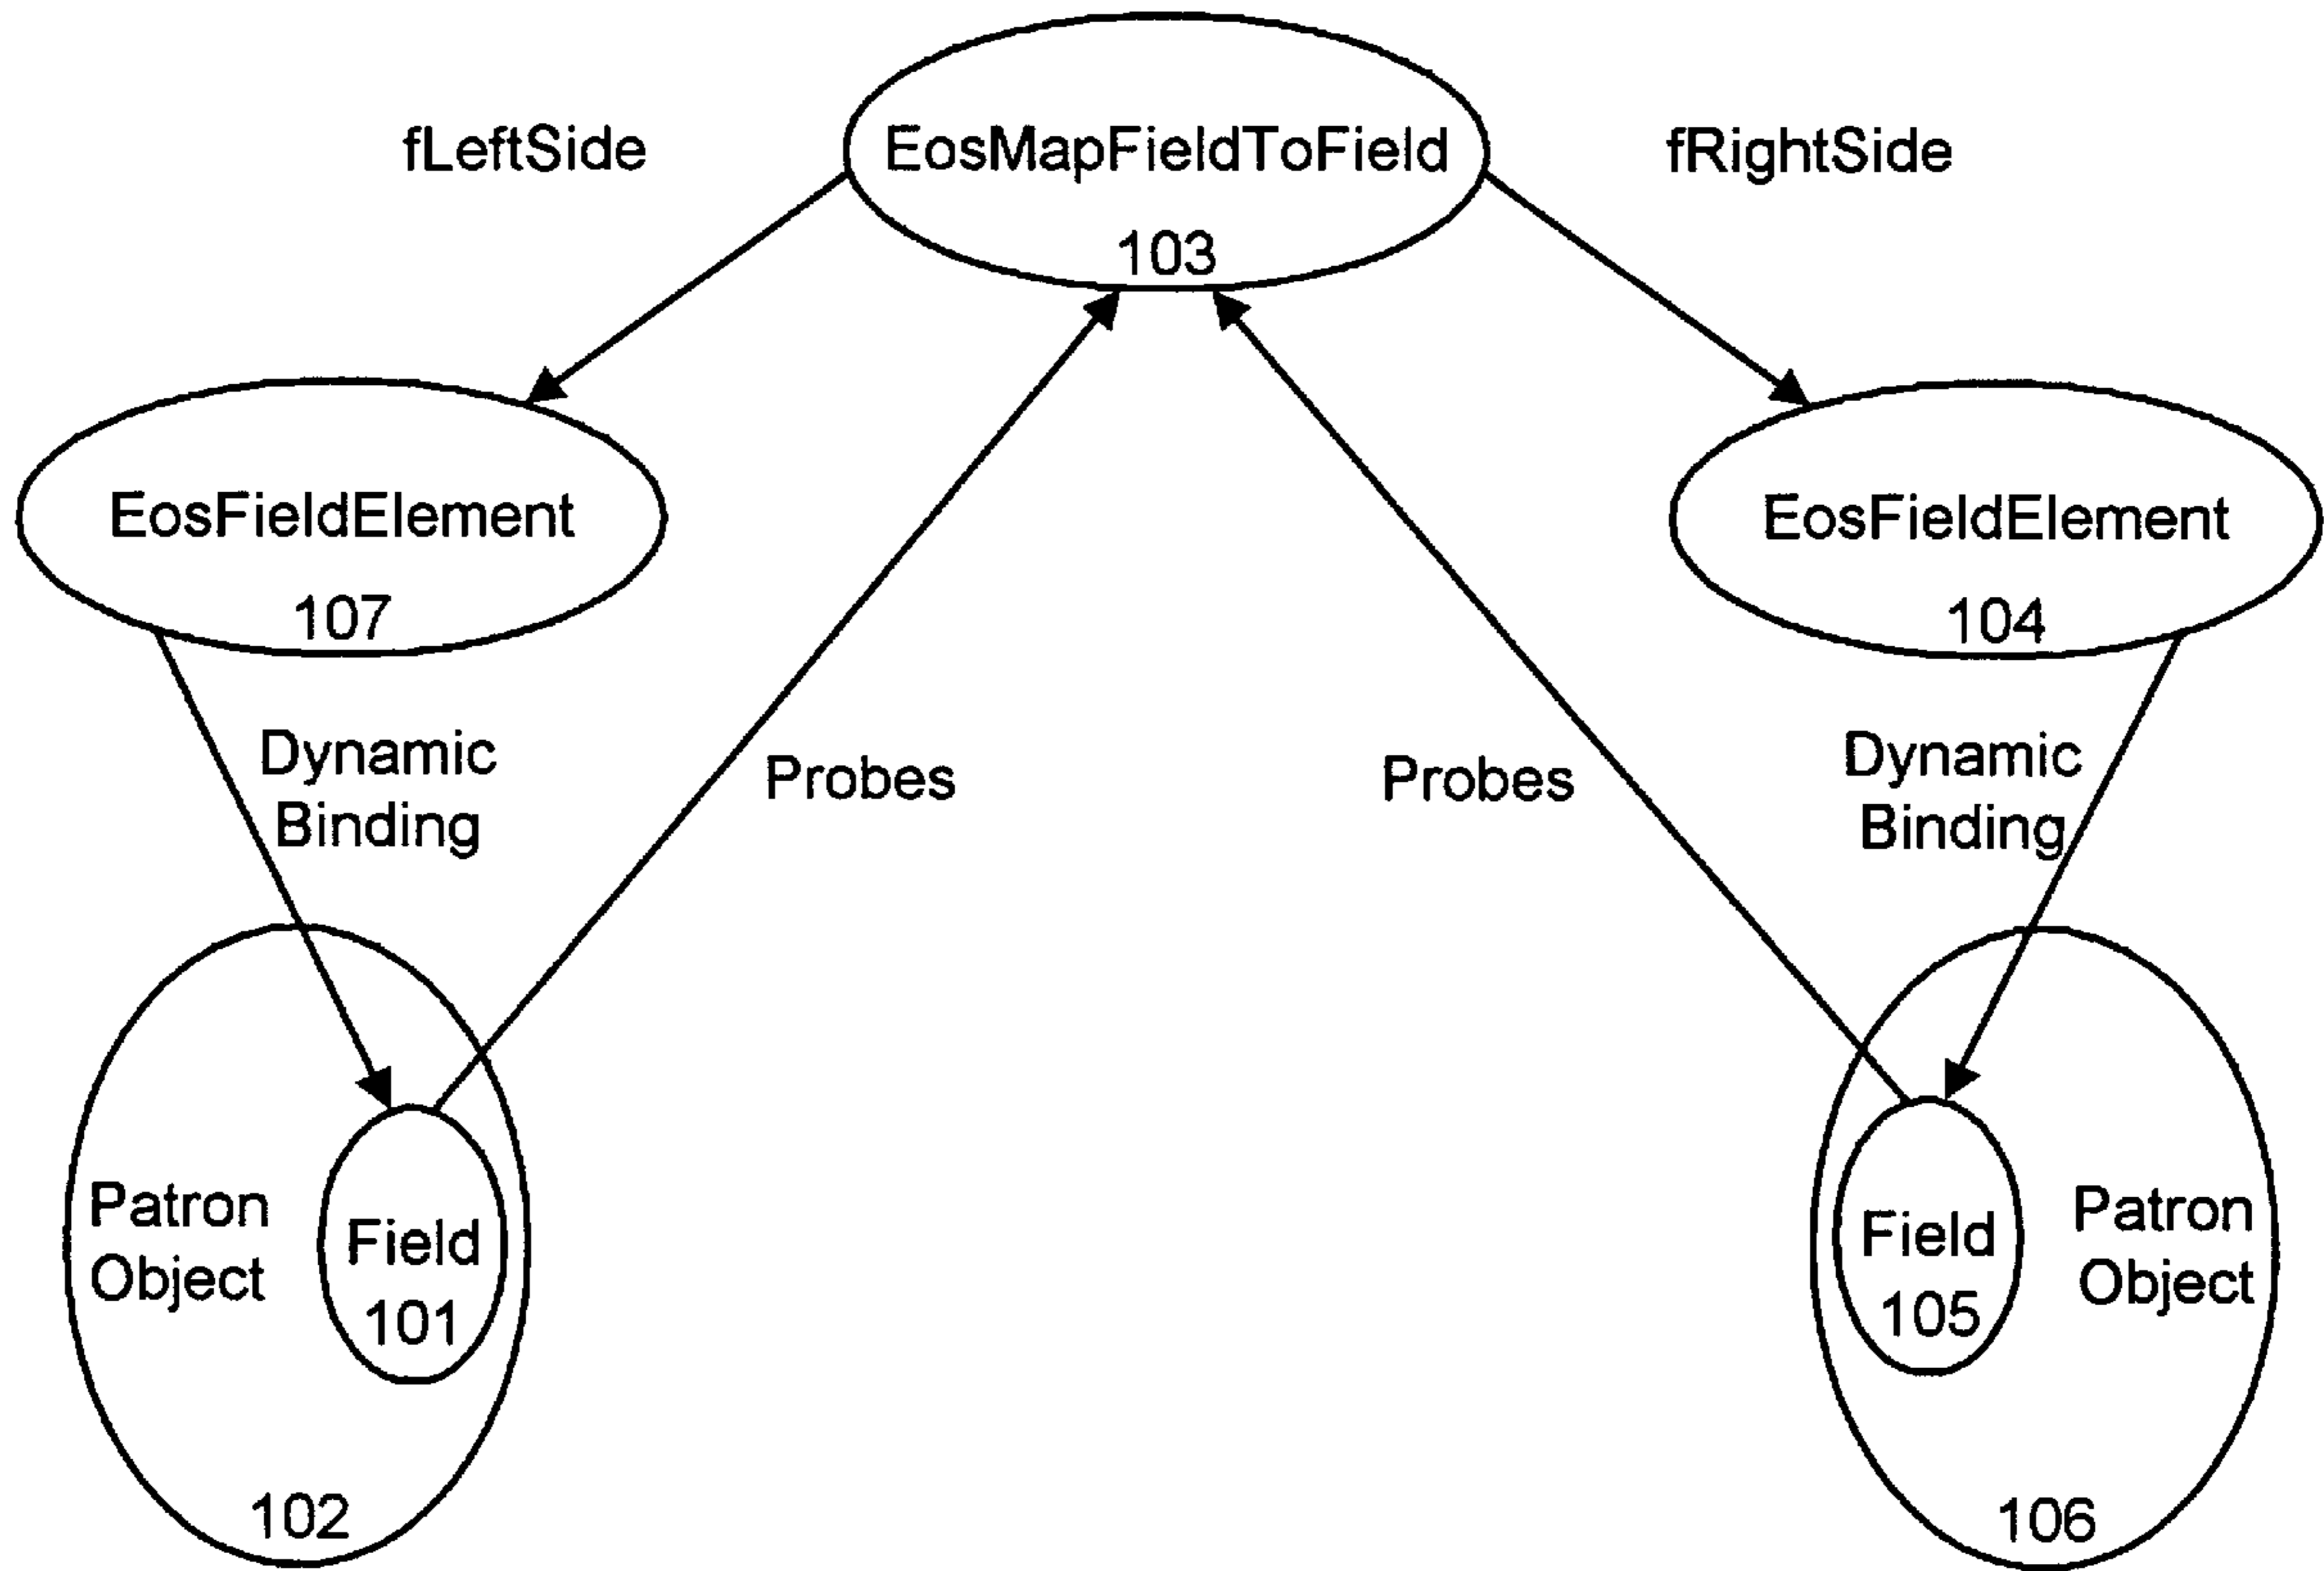 fLeftSide
EosMapFieldToField
fRightSide
103
EosFieldElement
107
EosFieldElement
104
Dynamic
Binding
Probes
Probes
Dynamic
Binding
Patron
Object
Field
101
102
Field
105
Patron
Object
106